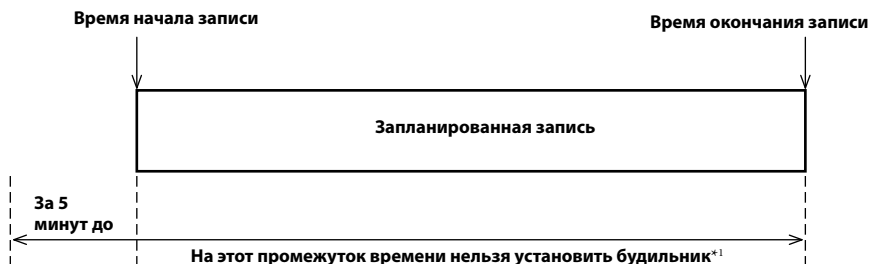 Время начала записи
Время окончания записи
Запланированная запись
За 5
минут до
На этот промежуток времени нельзя установить будильник*1